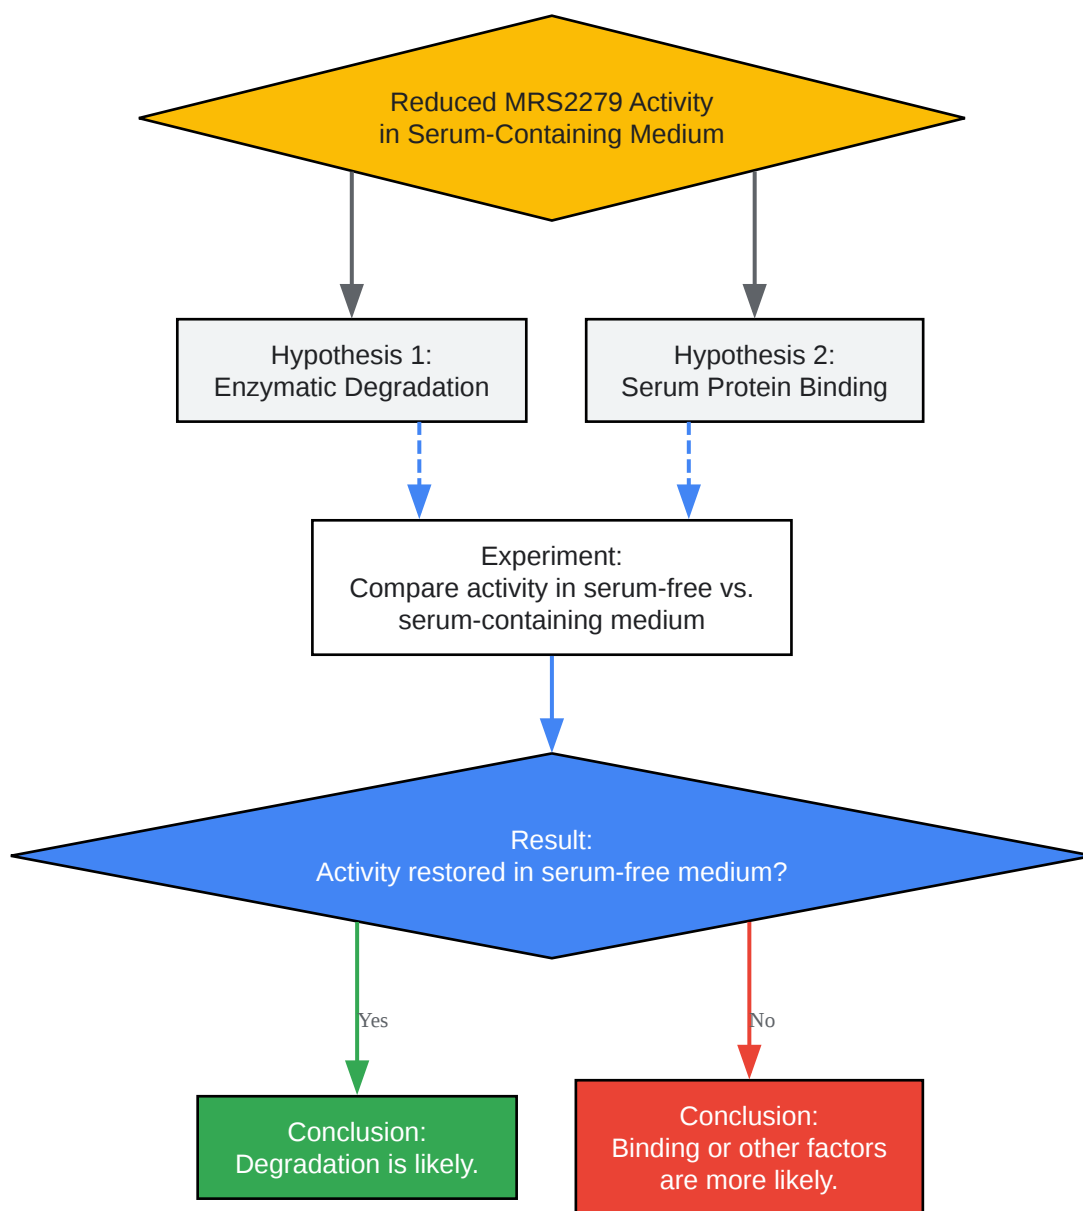 Reduced MRS2279 Activity
in Serum-Containing Medium
Hypothesis 1:
Enzymatic Degradation
Hypothesis 2:
Serum Protein Binding
Experiment:
Compare activity in serum-free vs.
serum-containing medium
Result:
Activity restored in serum-free medium?
Yes
No
Conclusion:
Degradation is likely.
Conclusion:
Binding or other factors
are more likely.